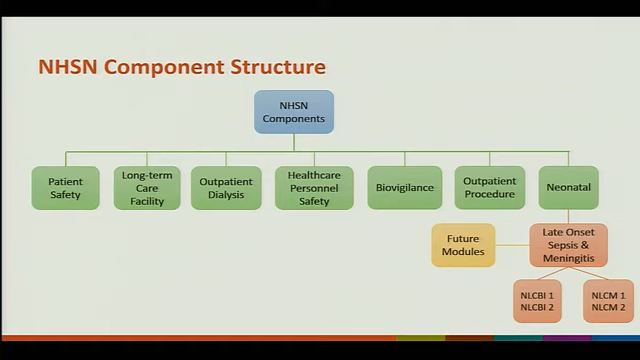 NHSN Component Structure
NHSN
Components
Patient
Safety
Long-term
Care
Facility
Outpatient
Dialysis
Healthcare
Personnel
Safety
Biovigilance
Outpatient
Procedure
Neonatal
Future
Modules
Late Onset
Sepsis &
Meningitis
NLCBI 1
NLCBI 2
NLCM 1
NLCM 2